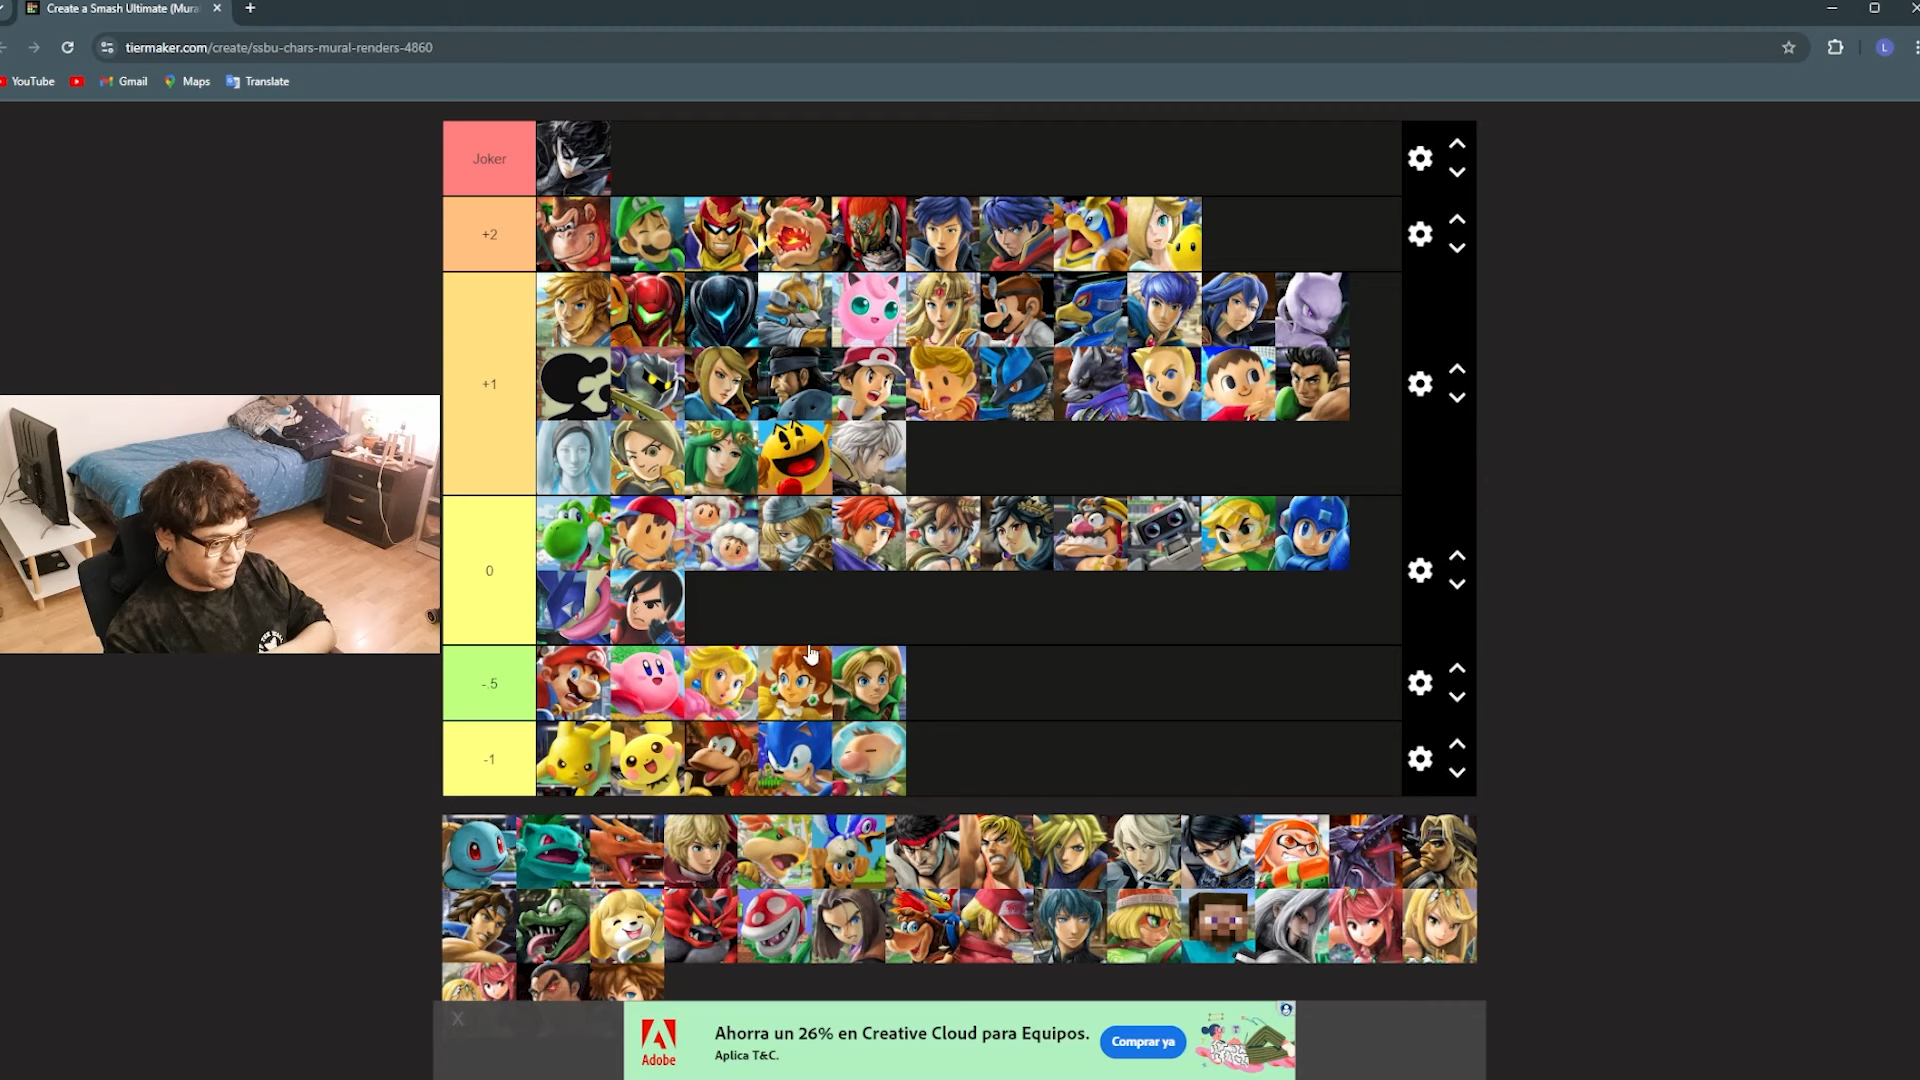 Create a Smash Ultimate (Mura
tiermaker.com/create/ssbu-chars-mural-renders-4860
L
YouTube
Gmail
Maps
Translate
Joker
+2
+1
0
-.5
-1
X
Adobe
Ahorra un 26% en Creative Cloud para Equipos.
Aplica T&C.
Comprar ya